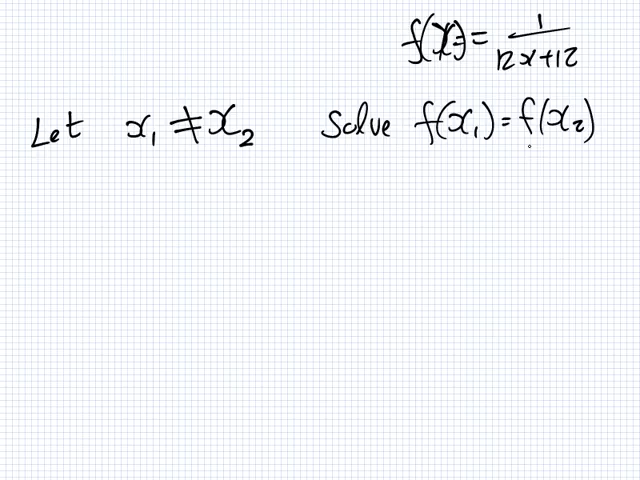 f(x) = 1/12x+12
Let x₁ ≠ x₂ Solve f(x₁) = f(x₂)